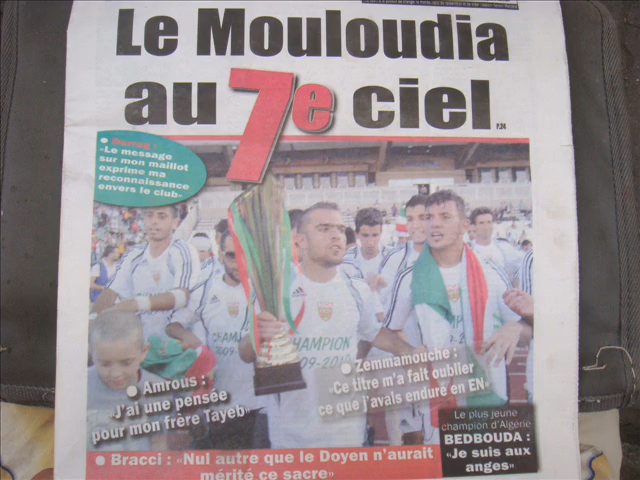 Le Mouloudia
au 7e ciel
P.24
• Derrag :
«Le message
sur mon maillot
exprime ma
reconnaissance
envers le club»
CHAMPION
CHAMPION
2009-2010
• Amrous :
«J'ai une pensée
pour mon frère Tayeb»
• Zemmamouche :
«Ce titre m'a fait oublier
ce que j'avais enduré en EN»
Le plus jeune
champion d'Algérie
BEDBOUDA :
«Je suis aux
anges»
• Bracci : «Nul autre que le Doyen n'aurait
mérité ce sacre»